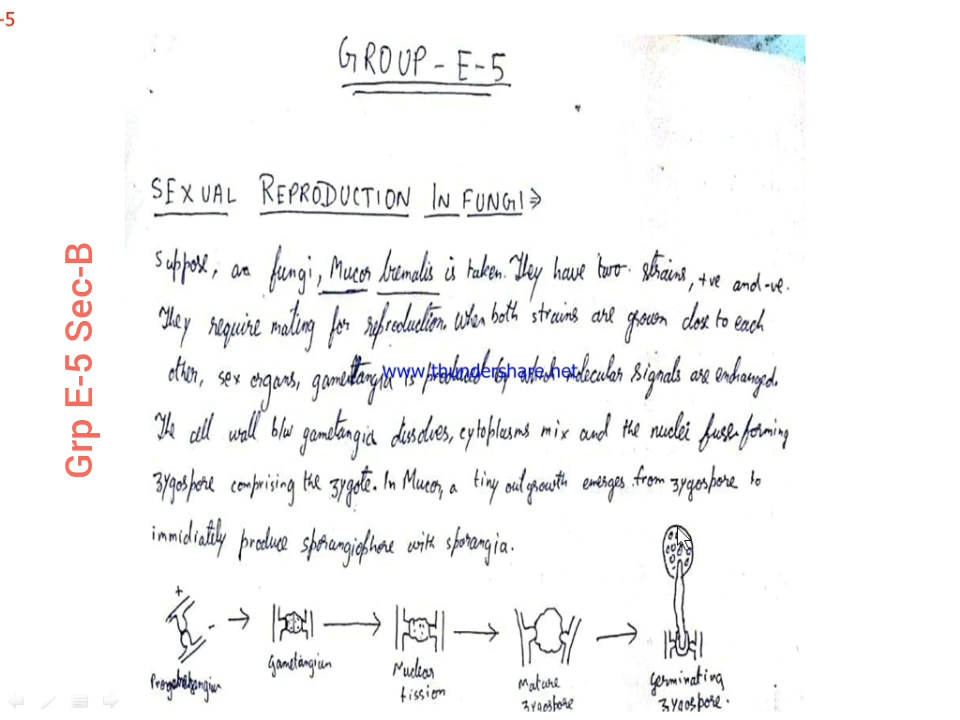 -5
GROUP - E-5
SEXUAL REPRODUCTION IN FUNGI⇒
Grp E-5 Sec-B
Suppose, an fungi, Mucor hremalis is taken. They have two strains, +ve and -ve.
They require mating for reproduction. When both strains are grown close to each
other, sex organs, gametangia is produced by which molecular signals are exchanged.
www.thundershare.net
The cell wall b/w gametangia dissolves, cytoplasms mix and the nuclei fuse forming
zygospore comprising the zygote. In Mucor, a tiny outgrowth emerges from zygospore to
immidiately produce sporangiophore with sporangia.
+
-
Progametangium
Gametangium
Nuclear
fission
Mature
zygospore
Germinating
zygospore.